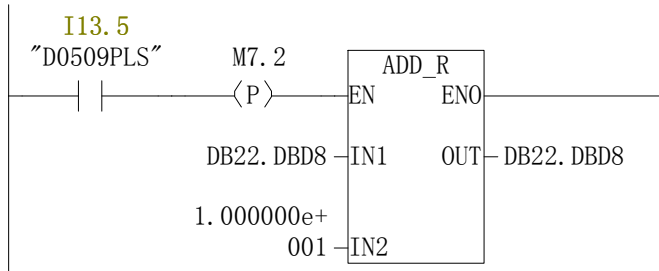 I13.5
"D0509PLS"
M7.2
(P)
ADD_R
EN
ENO
DB22.DBD8
IN1
OUT
DB22.DBD8
1.000000e+
001
IN2